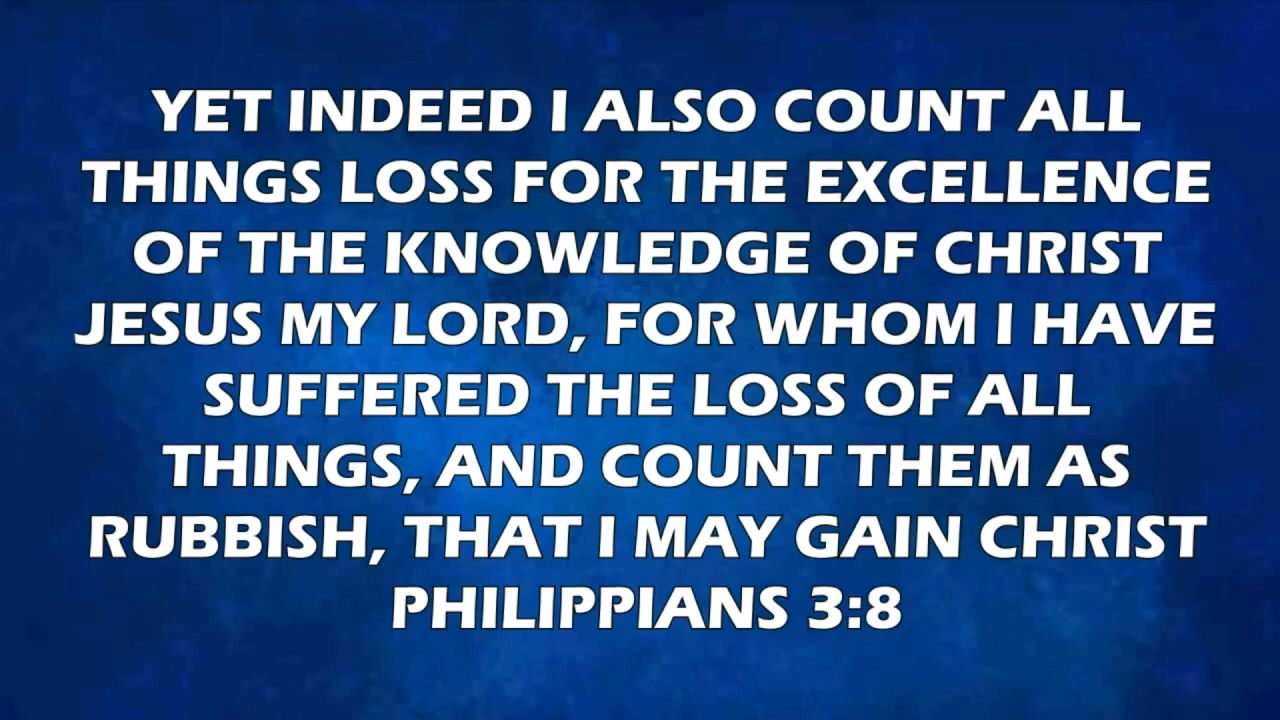 YET INDEED I ALSO COUNT ALL
THINGS LOSS FOR THE EXCELLENCE
OF THE KNOWLEDGE OF CHRIST
JESUS MY LORD, FOR WHOM I HAVE
SUFFERED THE LOSS OF ALL
THINGS, AND COUNT THEM AS
RUBBISH, THAT I MAY GAIN CHRIST
PHILIPPIANS 3:8